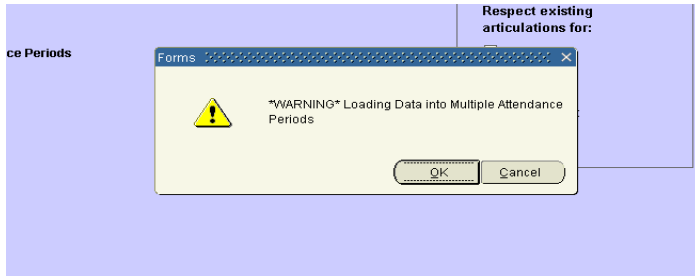 Respect existing
articulations for:
ce Periods
Forms
*WARNING* Loading Data into Multiple Attendance
Periods
OK
Cancel